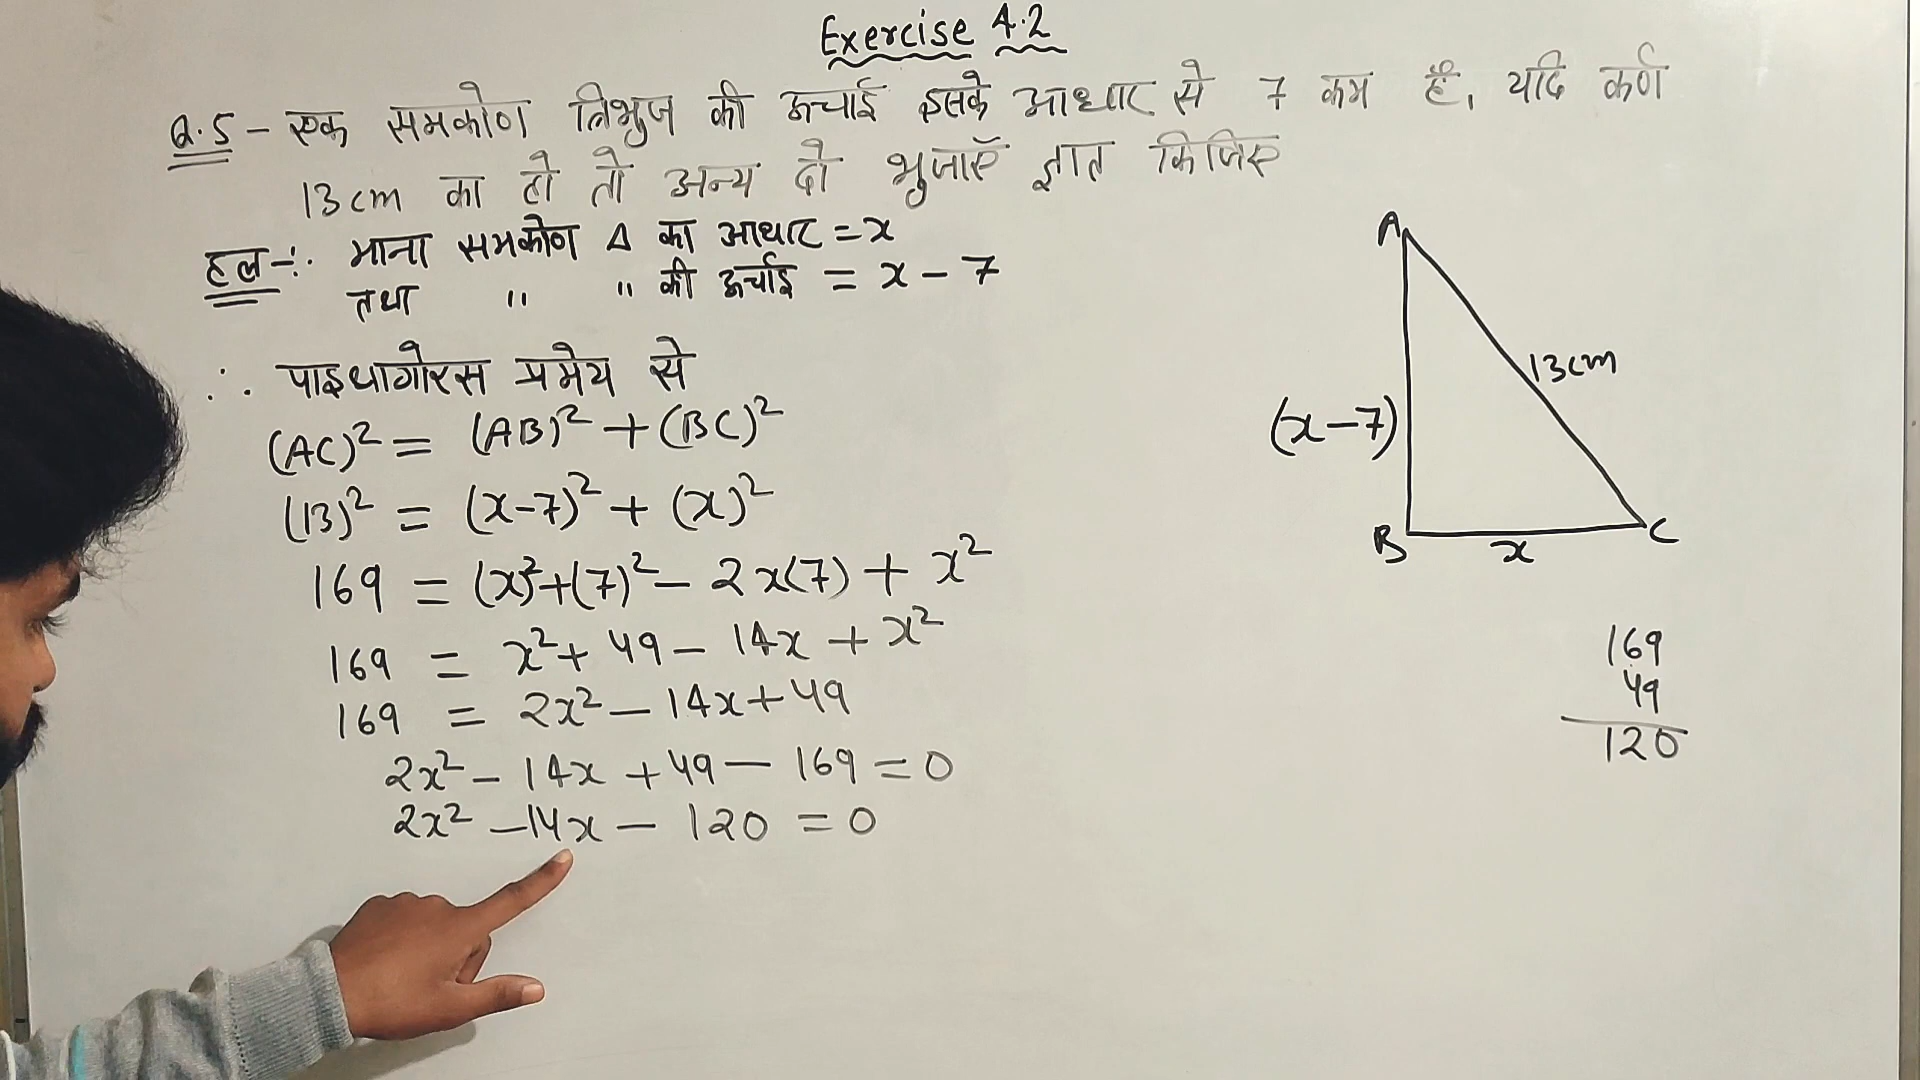 Exercise 4.2
Q.5- एक समकोण त्रिभुज की ऊचाई इसके आधार से 7 कम है, यदि कर्ण
13cm का हो तो अन्य दो भुजाएँ ज्ञात किजिए
हल-: माना समकोण Δ का आधार = x
तथा " " की ऊर्चाइ = x - 7
∴ पाइथागोरस प्रमेय से
(AC)² = (AB)² + (BC)²
(13)² = (x-7)² + (x)²
169 = (x)²+(7)² - 2x(7) + x²
169 = x² + 49 - 14x + x²
169 = 2x² - 14x + 49
2x² - 14x + 49 - 169 = 0
2x² - 14x - 120 = 0
A
13cm
(x-7)
B x C
169
49
120